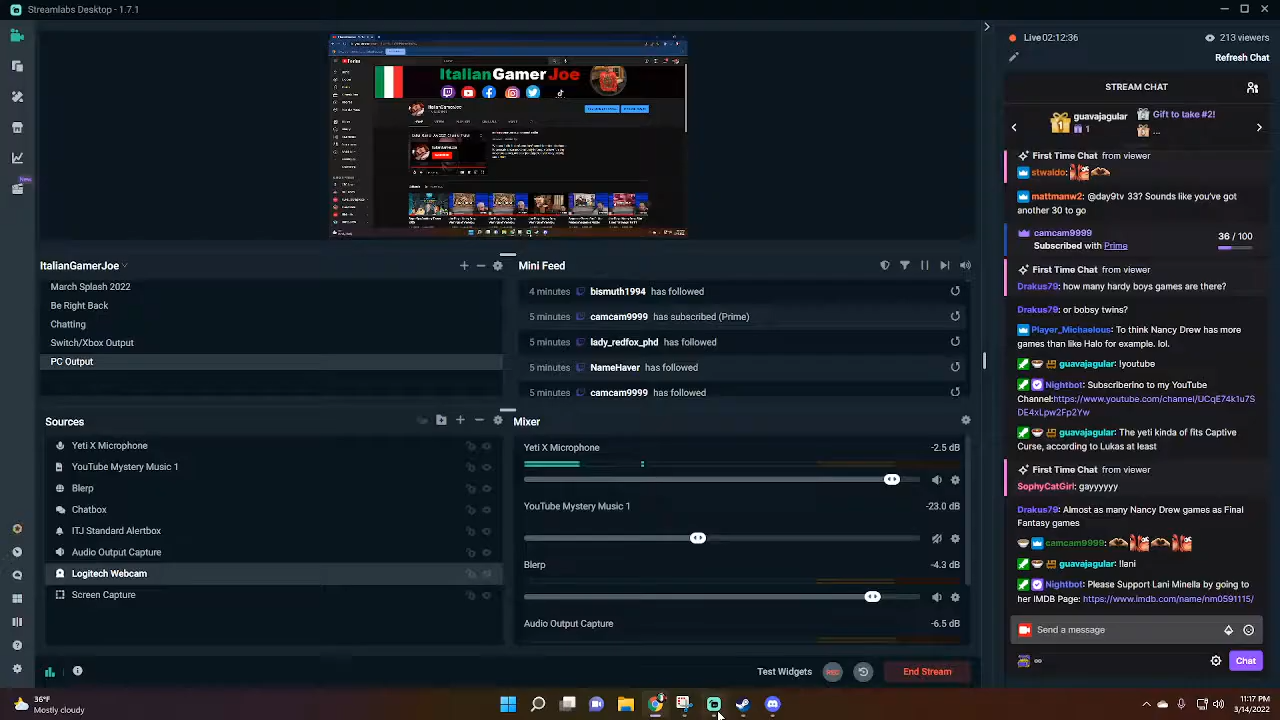 Streamlabs Desktop - 1.7.1
ItalianGamer Joe
ItalianGamerJoe
March Splash 2022
Be Right Back
Chatting
Switch/Xbox Output
PC Output
Mini Feed
4 minutes bismuth1994 has followed
5 minutes camcam9999 has subscribed (Prime)
5 minutes lady_redfox_phd has followed
5 minutes NameHaver has followed
5 minutes camcam9999 has followed
Sources
Yeti X Microphone
YouTube Mystery Music 1
Blerp
Chatbox
ITJ Standard Alertbox
Audio Output Capture
Logitech Webcam
Screen Capture
Mixer
Yeti X Microphone -2.5 dB
YouTube Mystery Music 1 -23.0 dB
Blerp -4.3 dB
Audio Output Capture -6.5 dB
Test Widgets
REC
End Stream
Live 02:12:36 213 viewers
Refresh Chat
STREAM CHAT
guavajagular
1
Gift to take #2!
First Time Chat from viewer
stwaldo:
mattmanw2: @day9tv 33? Sounds like you've got
another 30 to go
camcam9999
Subscribed with Prime
36 / 100
First Time Chat from viewer
Drakus79: how many hardy boys games are there?
Drakus79: or bobsy twins?
Player_Michaelous: To think Nancy Drew has more
games than Halo for example. lol.
guavajagular: !youtube
Nightbot: Subscriberino to my YouTube
Channel:
https://www.youtube.com/channel/UCqE74k1u7S
DE4xLpw2Fp2Yw
guavajagular: The yeti kinda of fits Captive
Curse, according to Lukas at least
First Time Chat from viewer
SophyCatGirl: gayyyyyy
Drakus79: Almost as many Nancy Drew games as Final
Fantasy games
camcam9999:
guavajagular: !lani
Nightbot: Please Support Lani Minella by going to
her IMDB Page: https://www.imdb.com/name/nm0591115/
Send a message
∞
Chat
36°F
Mostly cloudy
11:17 PM
3/4/2022